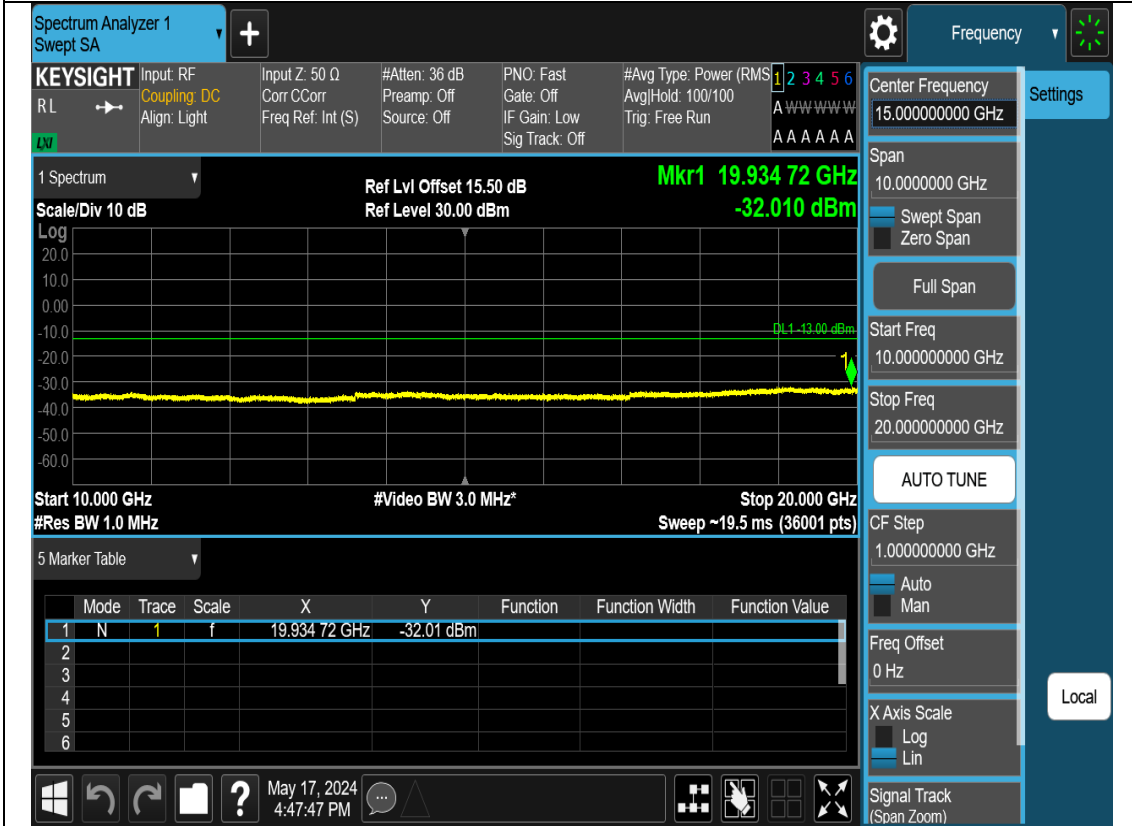 Spectrum Analyzer 1
Swept SA
+
Frequency
KEYSIGHT
RL
LXI
Input: RF
Coupling: DC
Align: Light
Input Z: 50 Ω
Corr CCorr
Freq Ref: Int (S)
#Atten: 36 dB
Preamp: Off
Source: Off
PNO: Fast
Gate: Off
IF Gain: Low
Sig Track: Off
#Avg Type: Power (RMS
Avg|Hold: 100/100
Trig: Free Run
1 2 3 4 5 6
A W W W W W
A A A A A A
1 Spectrum
Scale/Div 10 dB
Ref Lvl Offset 15.50 dB
Ref Level 30.00 dBm
Mkr1 19.934 72 GHz
-32.010 dBm
Log
20.0
10.0
0.00
-10.0
-20.0
-30.0
-40.0
-50.0
-60.0
DL1 -13.00 dBm
1
Start 10.000 GHz
#Video BW 3.0 MHz*
Stop 20.000 GHz
#Res BW 1.0 MHz
Sweep ~19.5 ms (36001 pts)
5 Marker Table
Mode Trace Scale X Y Function Function Width Function Value
1 N 1 f 19.934 72 GHz -32.01 dBm
2
3
4
5
6
?
May 17, 2024
4:47:47 PM
Center Frequency
15.000000000 GHz
Span
10.0000000 GHz
Swept Span
Zero Span
Full Span
Start Freq
10.000000000 GHz
Stop Freq
20.000000000 GHz
AUTO TUNE
CF Step
1.000000000 GHz
Auto
Man
Freq Offset
0 Hz
X Axis Scale
Log
Lin
Signal Track
(Span Zoom)
Settings
Local